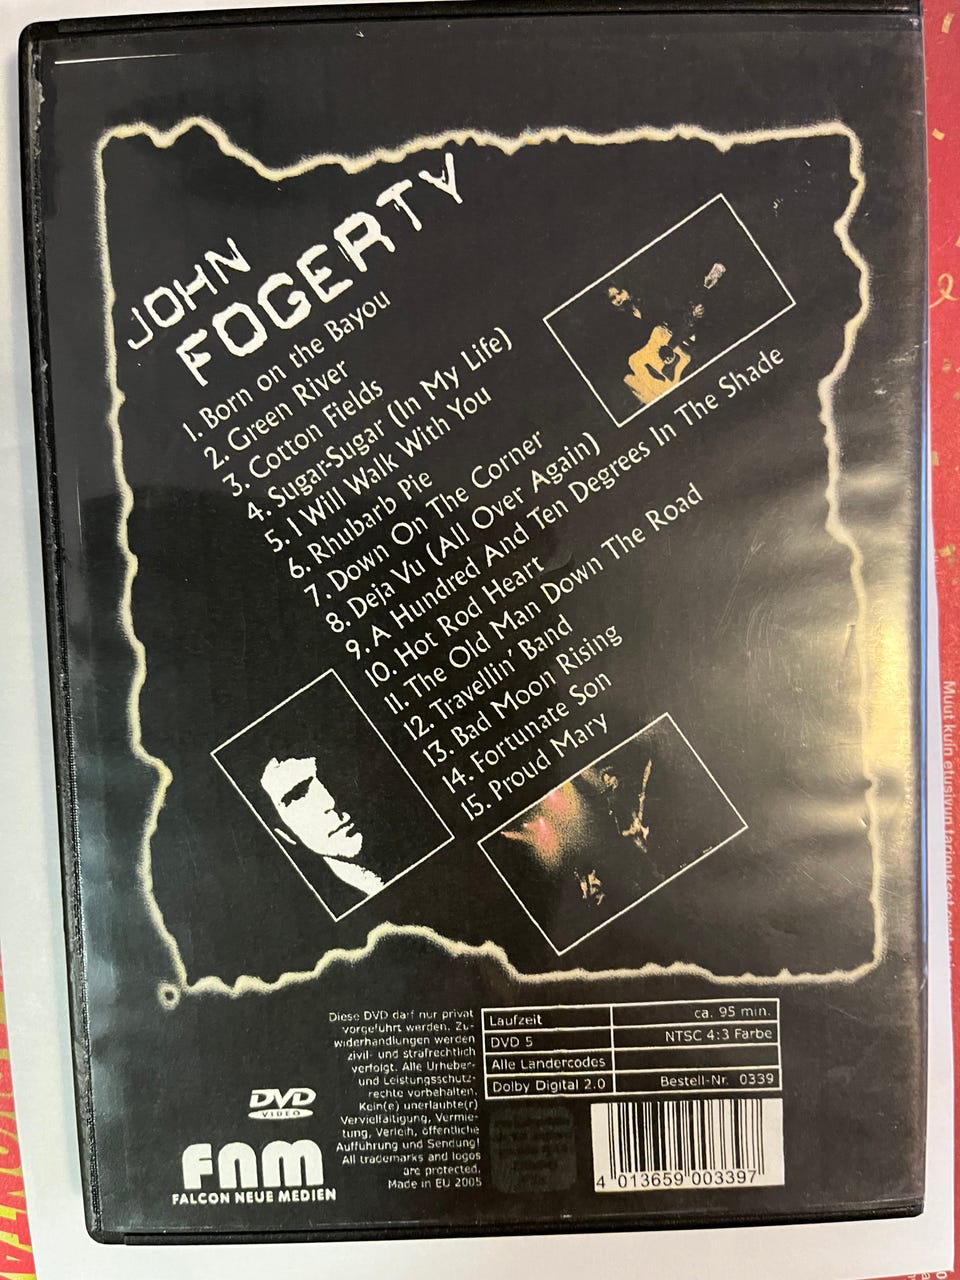 JOHN
FOGERTY
1. Born on the Bayou
2. Green River
3. Cotton Fields
4. Sugar-Sugar (In My Life)
5. I Will Walk With You
6. Rhubarb Pie
7. Down On The Corner
8. Deja Vu (All Over Again)
9. A Hundred And Ten Degrees In The Shade
10. Hot Rod Heart
11. The Old Man Down The Road
12. Travellin' Band
13. Bad Moon Rising
14. Fortunate Son
15. Proud Mary
Diese DVD darf nur privat
vorgeführt werden. Zu-
widerhandlungen werden
zivil- und strafrechtlich
verfolgt. Alle Urheber-
und Leistungsschutz-
rechte vorbehalten.
Kein(e) unerlaubte(r)
Vervielfältigung, Vermie-
tung, Verleih, öffentliche
Aufführung und Sendung!
All trademarks and logos
are protected.
Made in EU 2005
Laufzeit ca. 95 min.
DVD 5 NTSC 4:3 Farbe
Alle Ländercodes
Dolby Digital 2.0 Bestell-Nr. 0339
DVD
VIDEO
fnm
FALCON NEUE MEDIEN
4 013659 003397
Muut kuin etusivun tarjoukset